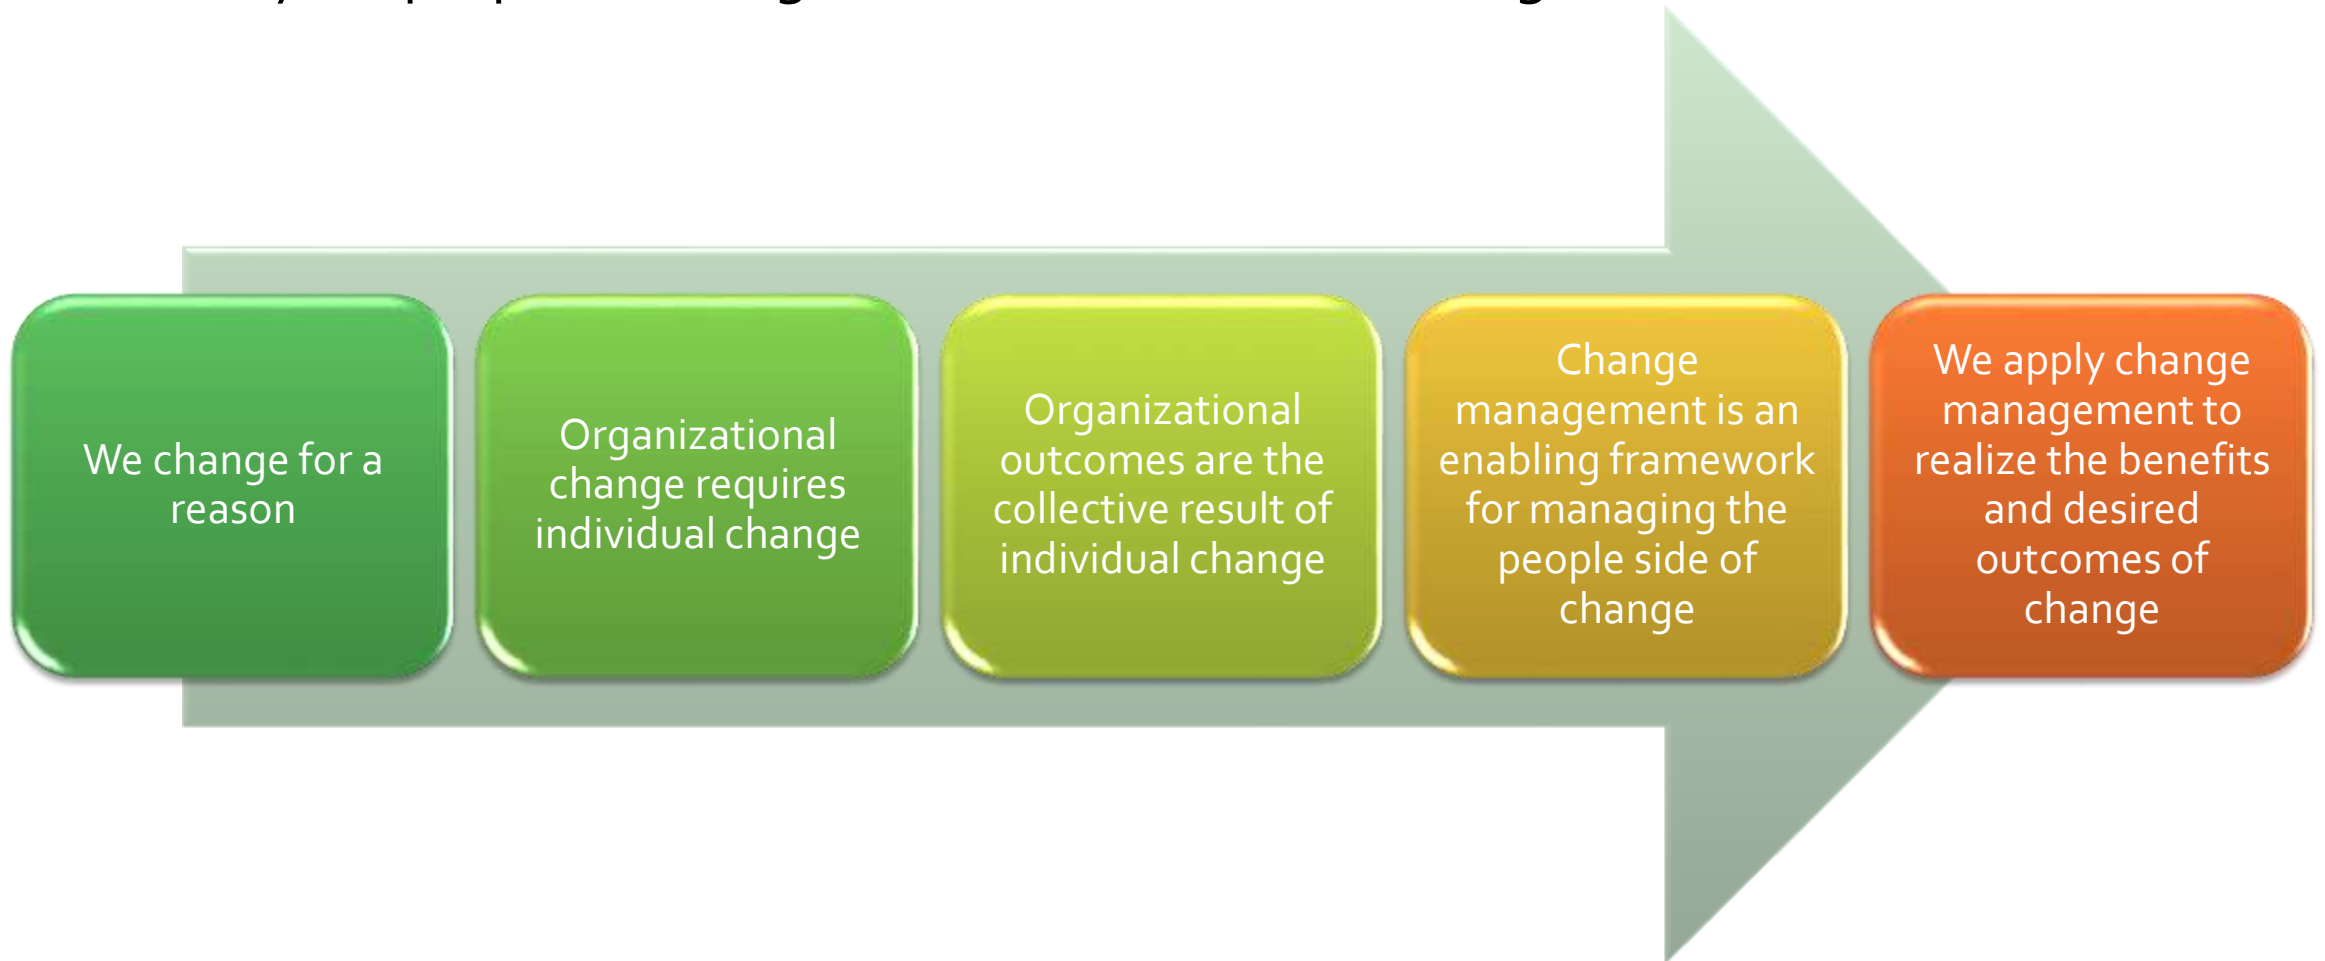 We change for a
reason
Organizational
change requires
individual change
Organizational
outcomes are the
collective result of
individual change
Change
management is an
enabling framework
for managing the
people side of
change
We apply change
management to
realize the benefits
and desired
outcomes of
change